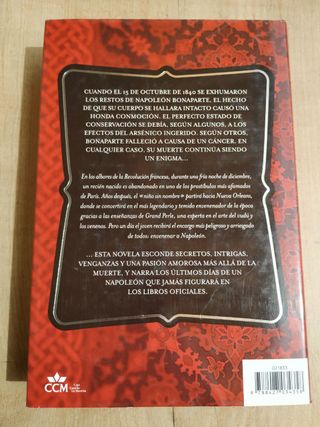 CUANDO EL 15 DE OCTUBRE DE 1840 SE EXHUMARON
LOS RESTOS DE NAPOLEÓN BONAPARTE, EL HECHO DE
QUE SU CUERPO SE HALLARA INTACTO CAUSÓ UNA
HONDA CONMOCIÓN. EL PERFECTO ESTADO DE
CONSERVACIÓN SE DEBÍA, SEGÚN ALGUNOS, A LOS
EFECTOS DEL ARSÉNICO INGERIDO. SEGÚN OTROS,
BONAPARTE FALLECIÓ A CAUSA DE UN CÁNCER. EN
CUALQUIER CASO, SU MUERTE CONTINÚA SIENDO
UN ENIGMA...
En los albores de la Revolución francesa, durante una fría noche de diciembre,
un recién nacido es abandonado en uno de los prostíbulos más afamados
de París. Años después, el «niño sin nombre» partirá hacia Nueva Orleans,
donde se convertirá en el más legendario y temido envenenador de la época
gracias a las enseñanzas de Grand Perle, una experta en el arte del vudú y
los venenos. Pero un día el joven recibirá el encargo más peligroso y arriesgado
de todos: envenenar a Napoleón.
... ESTA NOVELA ESCONDE SECRETOS, INTRIGAS,
VENGANZAS Y UNA PASIÓN AMOROSA MÁS ALLÁ DE LA
MUERTE, Y NARRA LOS ÚLTIMOS DÍAS DE UN
NAPOLEÓN QUE JAMÁS FIGURARÁ EN
LOS LIBROS OFICIALES.
CCM
021833
9 788427 034358